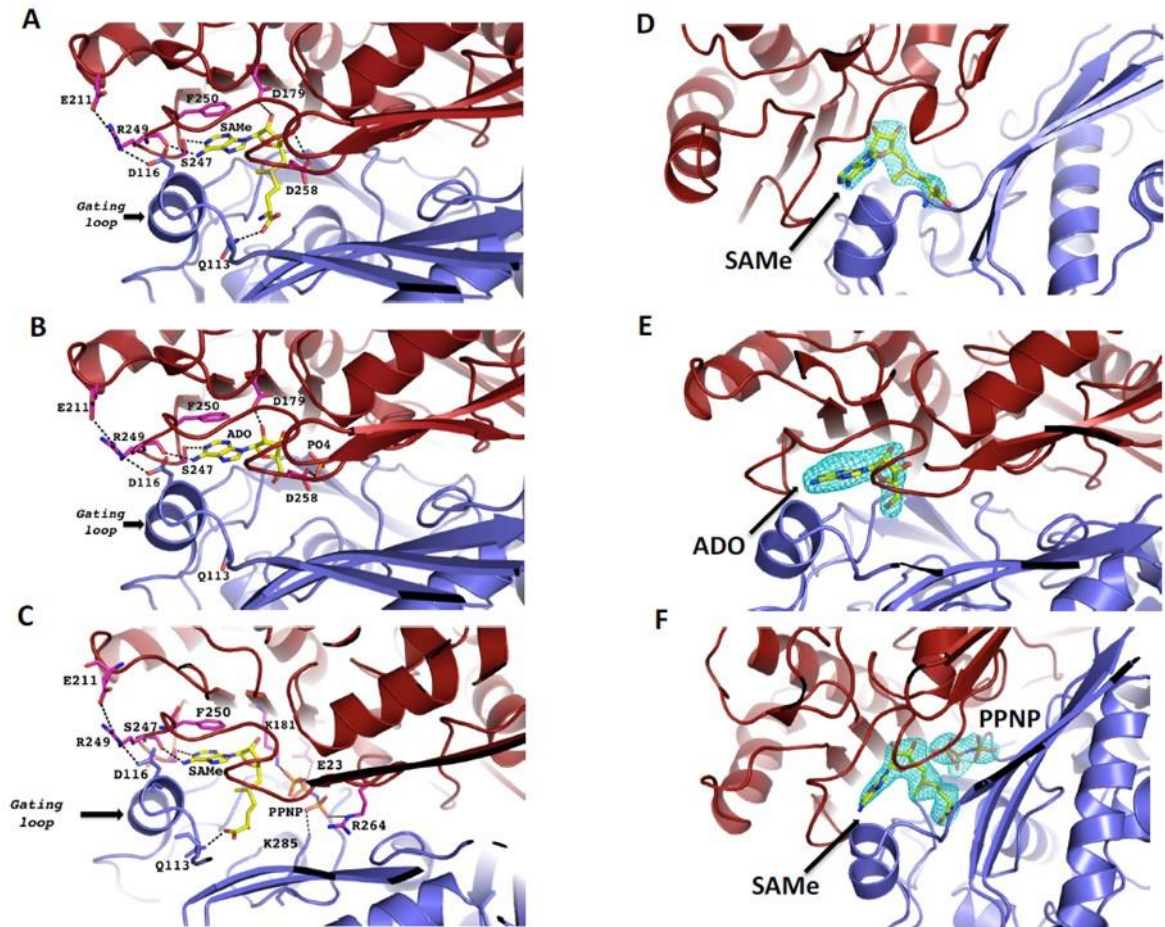 A
E211
F250
D179
SAMe
R249
S247
D116
D258
Gating
loop
Q113
B
E211
F250
D179
R249
ADO
PO4
S247
D116
D258
Gating
loop
Q113
C
E211
S247
F250
K181
R249
D116
SAMe
E23
PPNP
R264
Gating
loop
K285
Q113
D
SAMe
E
ADO
F
PPNP
SAMe